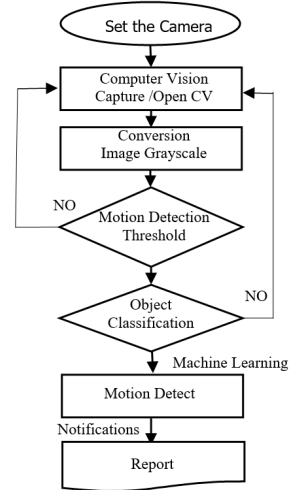 Set the Camera
Computer Vision
Capture /Open CV
Conversion
Image Grayscale
NO
Motion Detection
Threshold
NO
Object
Classification
Machine Learning
Motion Detect
Notifications
Report